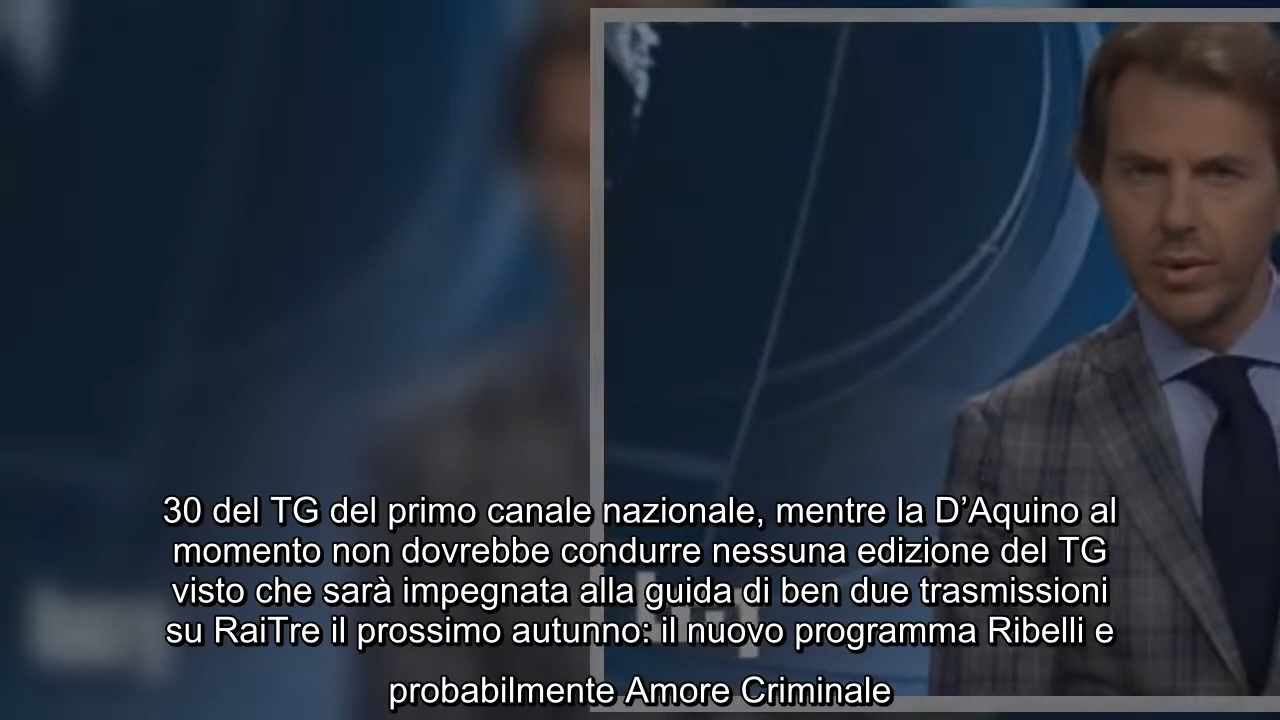 30 del TG del primo canale nazionale, mentre la D’Aquino al
momento non dovrebbe condurre nessuna edizione del TG
visto che sarà impegnata alla guida di ben due trasmissioni
su RaiTre il prossimo autunno: il nuovo programma Ribelli e
probabilmente Amore Criminale